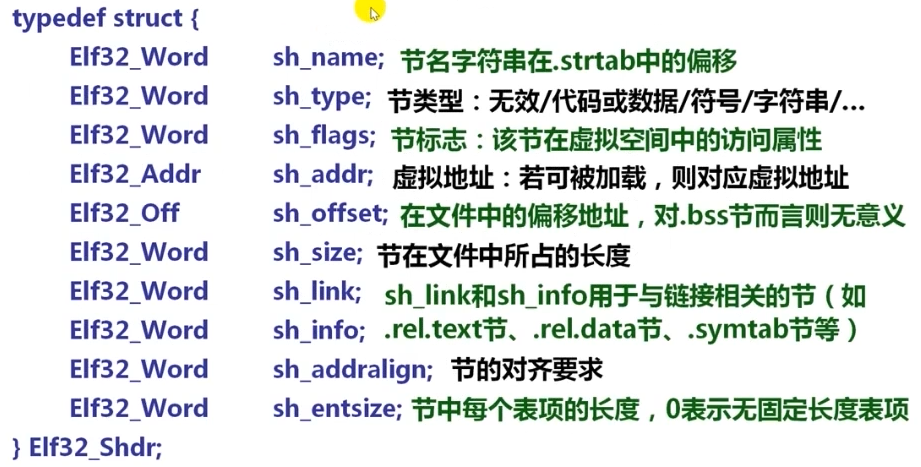 typedef struct {
Elf32_Word sh_name; 节名字符串在.strtab中的偏移
Elf32_Word sh_type; 节类型：无效/代码或数据/符号/字符串/...
Elf32_Word sh_flags; 节标志：该节在虚拟空间中的访问属性
Elf32_Addr sh_addr; 虚拟地址：若可被加载，则对应虚拟地址
Elf32_Off sh_offset; 在文件中的偏移地址，对.bss节而言则无意义
Elf32_Word sh_size; 节在文件中所占的长度
Elf32_Word sh_link; sh_link和sh_info用于与链接相关的节（如
Elf32_Word sh_info; .rel.text节、.rel.data节、.symtab节等）
Elf32_Word sh_addralign; 节的对齐要求
Elf32_Word sh_entsize; 节中每个表项的长度，0表示无固定长度表项
} Elf32_Shdr;